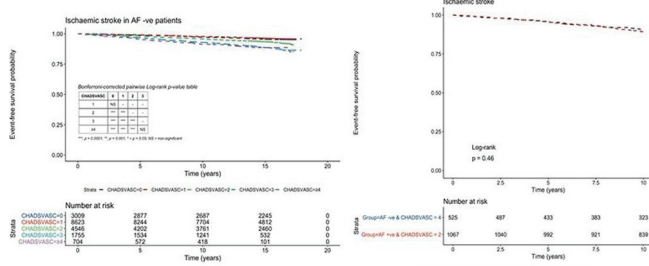 Ischaemic stroke in AF -ve patients
Event-free survival probability
1.00
0.75
0.50
0.25
0.00
Bonferroni-corrected pairwise Log-rank p-value table
CHADSVASC 0 1 2 3
1 NS - - -
2 *** *** - -
3 *** *** *** -
≥4 *** *** *** NS
0 5 10 15 20
Time (years)
Strata CHADSVASC=0 CHADSVASC=1 CHADSVASC=2 CHADSVASC=3 CHADSVASC≥4
Number at risk
Strata
CHADSVASC=0 3009 2877 2687 2245 0
CHADSVASC=1 8623 8244 7704 4812 0
CHADSVASC=2 4546 4202 3761 2460 0
CHADSVASC=3 1755 1534 1241 532 0
CHADSVASC=≥4 704 572 418 101 0
0 5 10 15 20
Time (years)
Ischaemic stroke
Event-free survival probability
1.00
0.75
0.50
0.25
0.00
Log-rank
p = 0.46
0 2.5 5 7.5 10
Time (years)
Number at risk
Strata
Group=AF -ve & CHADSVASC = 4 525 487 433 383 323
Group=AF +ve & CHADSVASC = 2 1067 1040 992 921 839
0 2.5 5 7.5 10
Time (years)